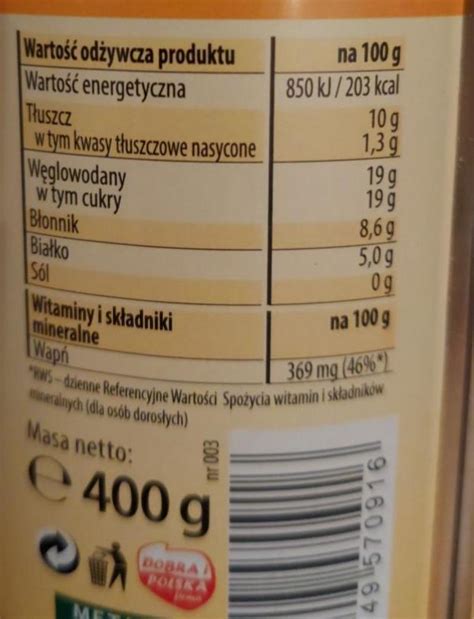 Wartość odżywcza produktu na 100 g
Wartość energetyczna 850 kJ / 203 kcal
Tłuszcz 10 g
w tym kwasy tłuszczowe nasycone 1,3 g
Węglowodany 19 g
w tym cukry 19 g
Błonnik 8,6 g
Białko 5,0 g
Sól 0 g
Witaminy i składniki
mineralne na 100 g
Wapń 369 mg (46%*)
*RWS – dzienne Referencyjne Wartości Spożycia witamin i składników
mineralnych (dla osób dorosłych)
Masa netto:
e 400 g
nr 003
DOBRA I
POLSKA
firma
49 570916